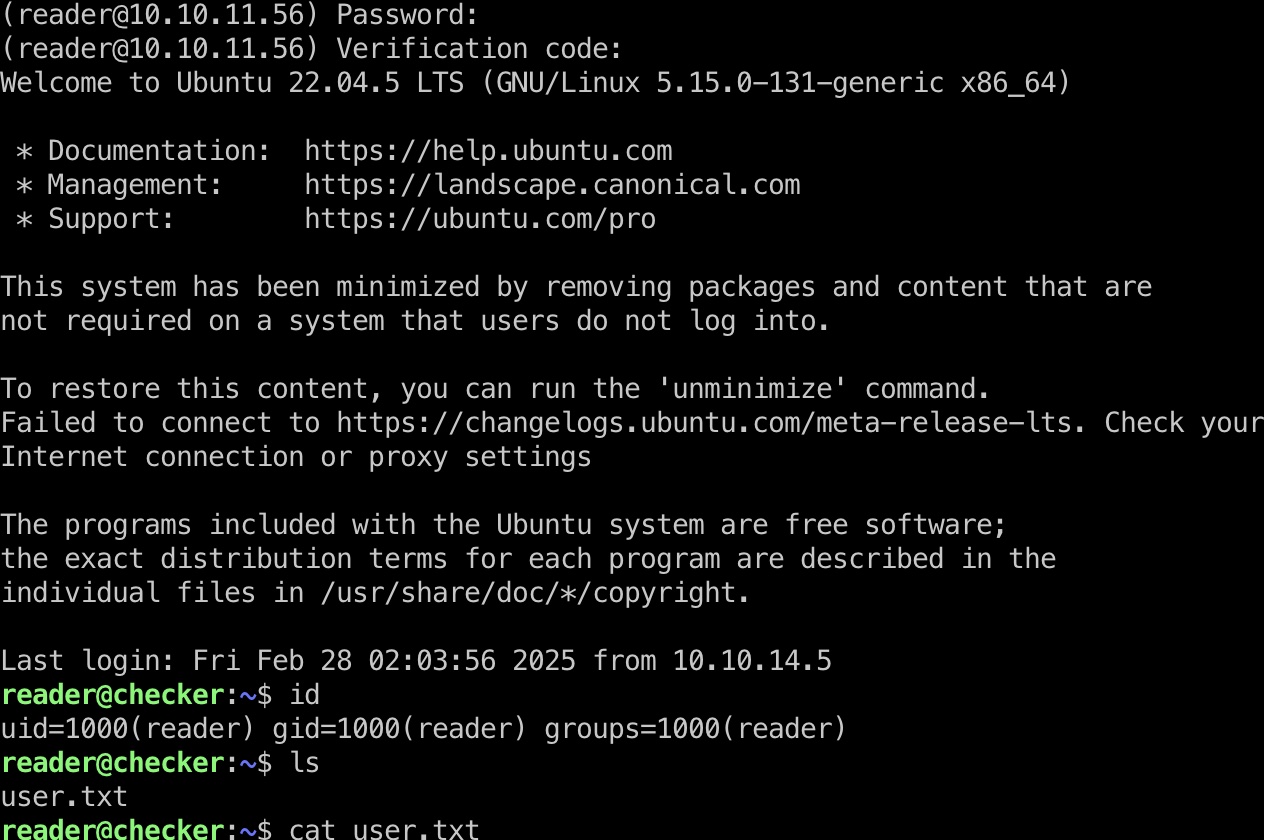 (reader@10.10.11.56) Password:
(reader@10.10.11.56) Verification code:
Welcome to Ubuntu 22.04.5 LTS (GNU/Linux 5.15.0-131-generic x86_64)

 * Documentation:  https://help.ubuntu.com
 * Management:     https://landscape.canonical.com
 * Support:        https://ubuntu.com/pro

This system has been minimized by removing packages and content that are
not required on a system that users do not log into.

To restore this content, you can run the 'unminimize' command.
Failed to connect to https://changelogs.ubuntu.com/meta-release-lts. Check your
Internet connection or proxy settings

The programs included with the Ubuntu system are free software;
the exact distribution terms for each program are described in the
individual files in /usr/share/doc/*/copyright.

Last login: Fri Feb 28 02:03:56 2025 from 10.10.14.5
reader@checker:~$ id
uid=1000(reader) gid=1000(reader) groups=1000(reader)
reader@checker:~$ ls
user.txt
reader@checker:~$ cat user.txt